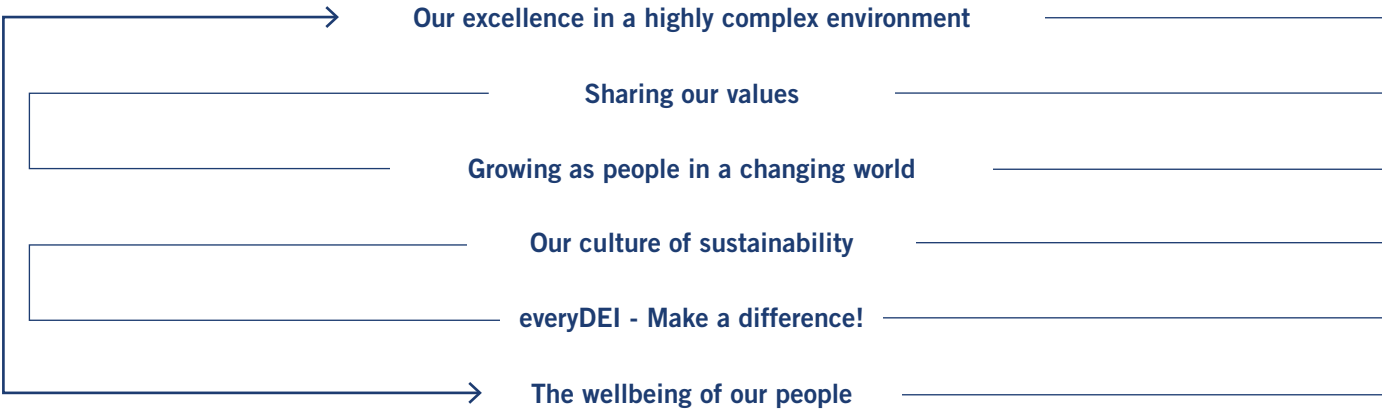 Our excellence in a highly complex environment
Sharing our values
Growing as people in a changing world
Our culture of sustainability
everyDEI - Make a difference!
The wellbeing of our people